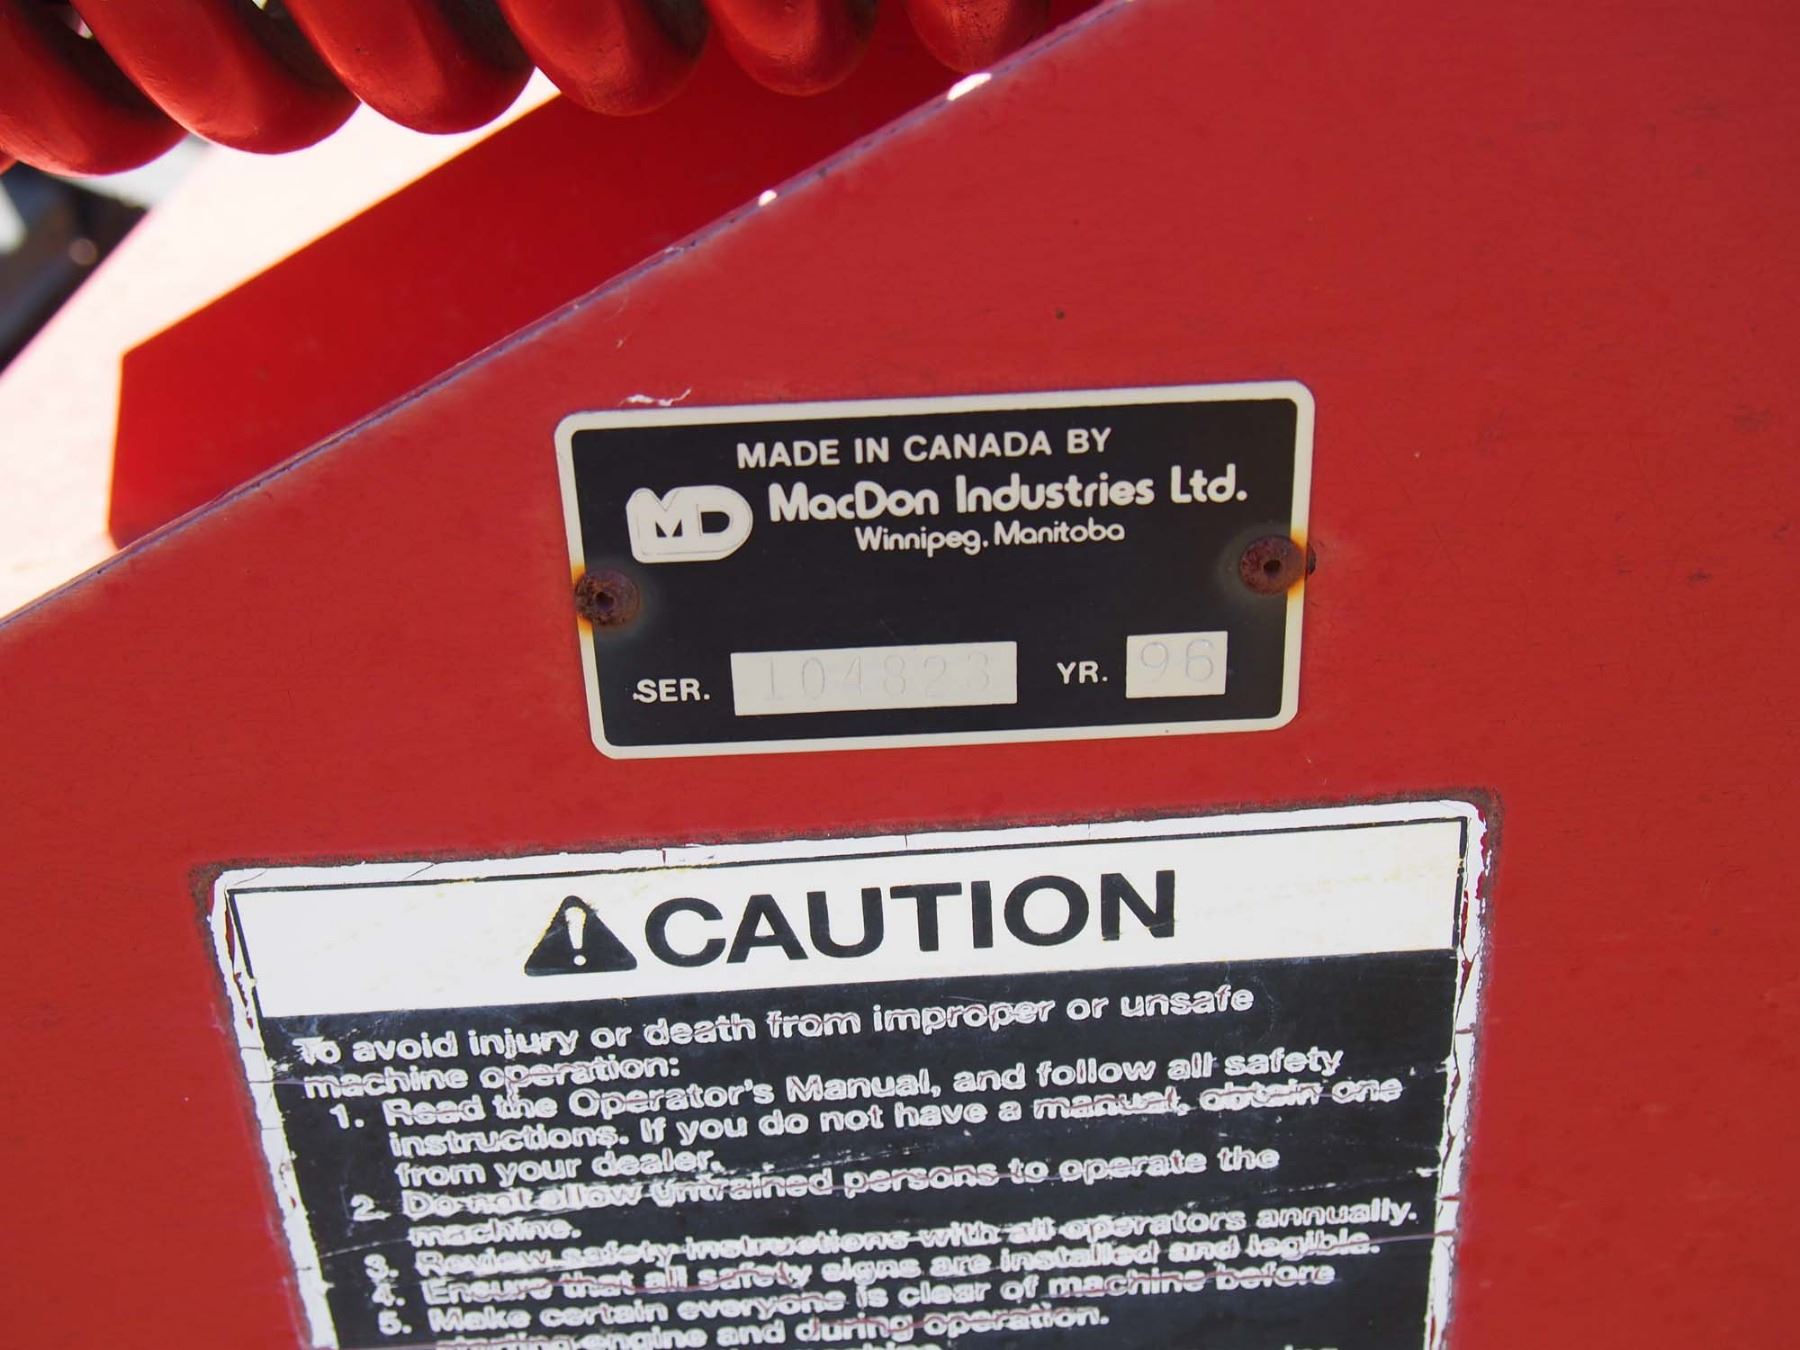 MADE IN CANADA BY
MD MacDon Industries Ltd.
Winnipeg, Manitoba
SER. 104823 YR. 96
CAUTION
To avoid injury or death from improper or unsafe
machine operation:
1. Read the Operator's Manual, and follow all safety
instructions. If you do not have a manual, obtain one
from your dealer.
2. Do not allow untrained persons to operate the
machine.
3. Review safety instructions with all operators annually.
4. Ensure that all safety signs are installed and legible.
5. Make certain everyone is clear of machine before
starting engine and during operation.